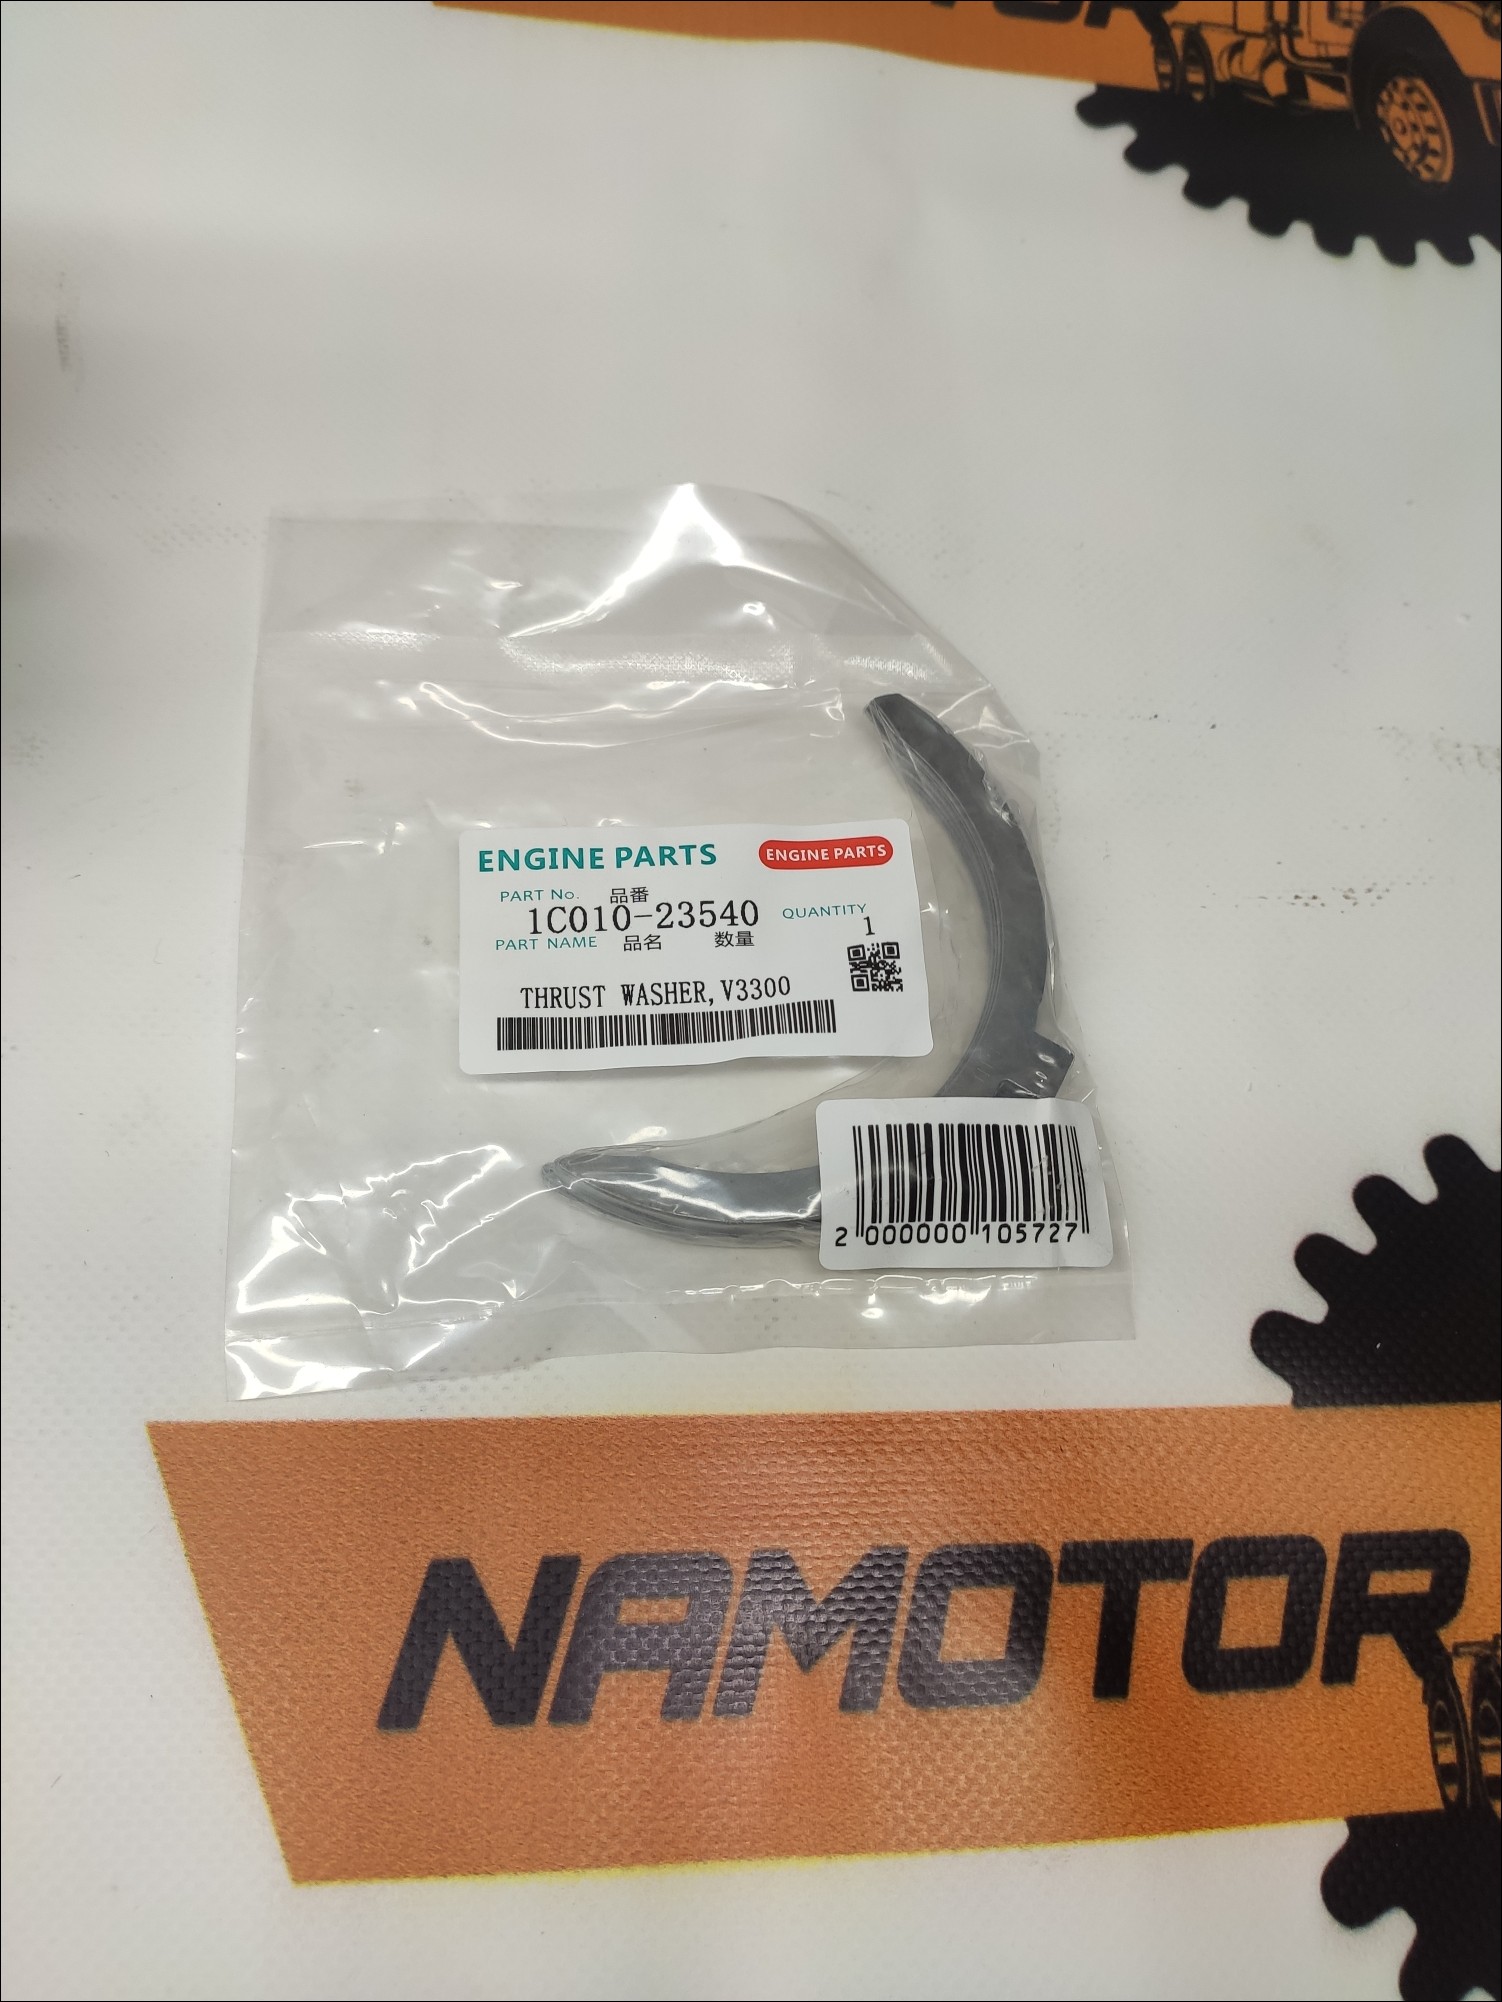 TOR
ENGINE PARTS
ENGINE PARTS
PART No. 品番
1C010-23540
QUANTITY
1
PART NAME 品名 数量
THRUST WASHER,V3300
2 000000 105727
NAMOTOR